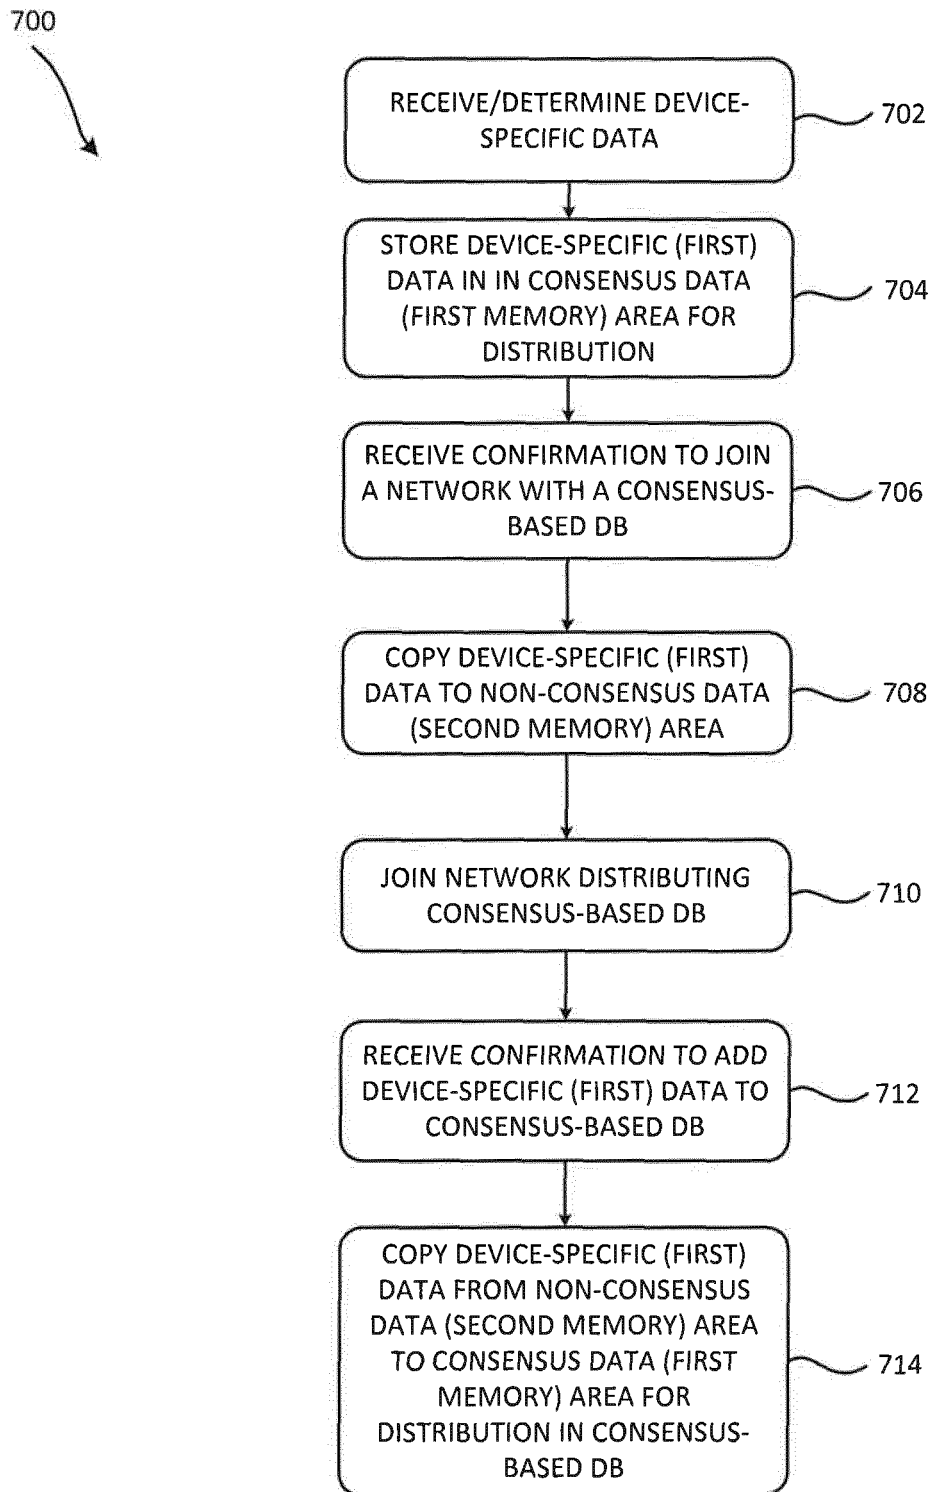 700
RECEIVE/DETERMINE DEVICE-
SPECIFIC DATA
702
STORE DEVICE-SPECIFIC (FIRST)
DATA IN IN CONSENSUS DATA
(FIRST MEMORY) AREA FOR
DISTRIBUTION
704
RECEIVE CONFIRMATION TO JOIN
A NETWORK WITH A CONSENSUS-
BASED DB
706
COPY DEVICE-SPECIFIC (FIRST)
DATA TO NON-CONSENSUS DATA
(SECOND MEMORY) AREA
708
JOIN NETWORK DISTRIBUTING
CONSENSUS-BASED DB
710
RECEIVE CONFIRMATION TO ADD
DEVICE-SPECIFIC (FIRST) DATA TO
CONSENSUS-BASED DB
712
COPY DEVICE-SPECIFIC (FIRST)
DATA FROM NON-CONSENSUS
DATA (SECOND MEMORY) AREA
TO CONSENSUS DATA (FIRST
MEMORY) AREA FOR
DISTRIBUTION IN CONSENSUS-
BASED DB
714